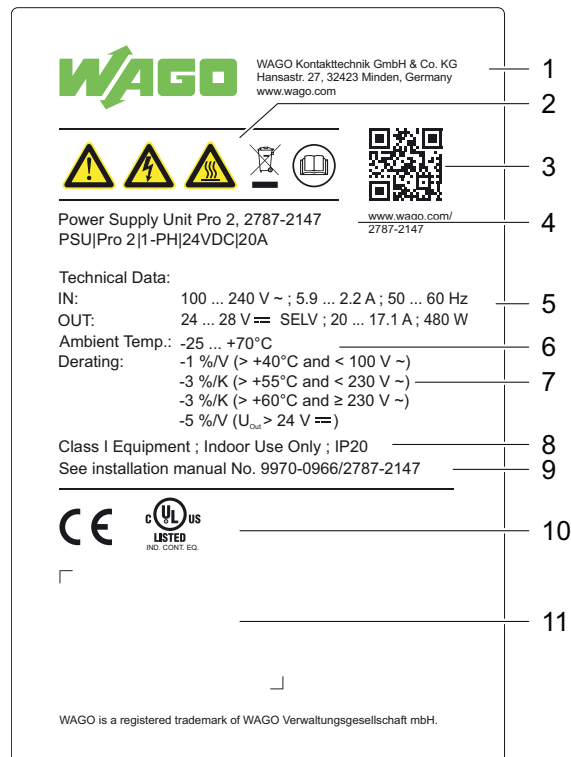 WAGO
WAGO Kontakttechnik GmbH & Co. KG
Hansastr. 27, 32423 Minden, Germany
www.wago.com
1
2
3
www.wago.com/
2787-2147
Power Supply Unit Pro 2, 2787-2147
PSU|Pro 2|1-PH|24VDC|20A
4
Technical Data:
IN: 100 ... 240 V ~ ; 5.9 ... 2.2 A ; 50 ... 60 Hz
5
OUT: 24 ... 28 V ⎓ SELV ; 20 ... 17.1 A ; 480 W
Ambient Temp.: -25 ... +70°C
6
Derating: -1 %/V (> +40°C and < 100 V ~)
-3 %/K (> +55°C and < 230 V ~)
7
-3 %/K (> +60°C and ≥ 230 V ~)
-5 %/V (UOut > 24 V ⎓)
Class I Equipment ; Indoor Use Only ; IP20
8
See installation manual No. 9970-0966/2787-2147
9
CE
C UL US
LISTED
IND. CONT. EQ.
10
11
WAGO is a registered trademark of WAGO Verwaltungsgesellschaft mbH.